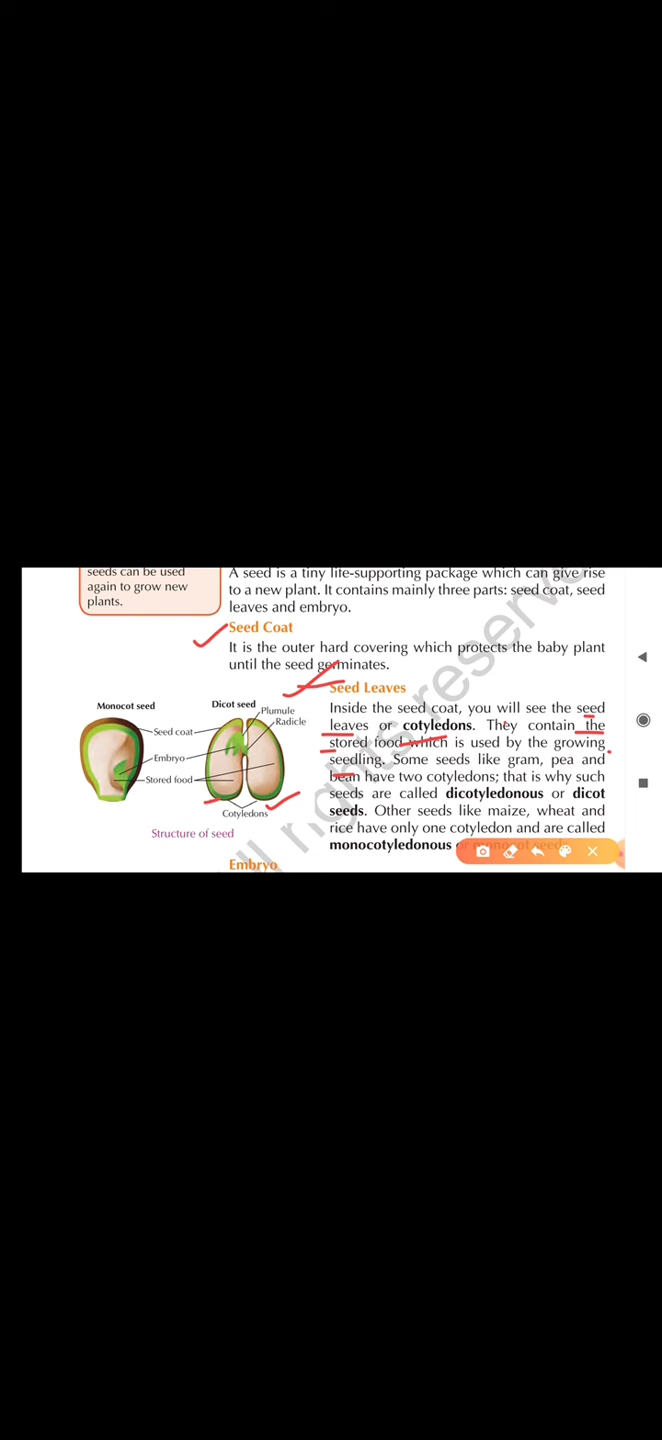 seeds can be used
again to grow new
plants.
A seed is a tiny life-supporting package which can give rise
to a new plant. It contains mainly three parts: seed coat, seed
leaves and embryo.
Seed Coat
It is the outer hard covering which protects the baby plant
until the seed germinates.
Seed Leaves
Inside the seed coat, you will see the seed
leaves or cotyledons. They contain the
stored food which is used by the growing
seedling. Some seeds like gram, pea and
bean have two cotyledons; that is why such
seeds are called dicotyledonous or dicot
seeds. Other seeds like maize, wheat and
rice have only one cotyledon and are called
monocotyledonous or monocot seeds
Monocot seed
Dicot seed
Plumule
Radicle
Seed coat
Embryo
Stored food
Cotyledons
Structure of seed
Embryo
all rights reserve